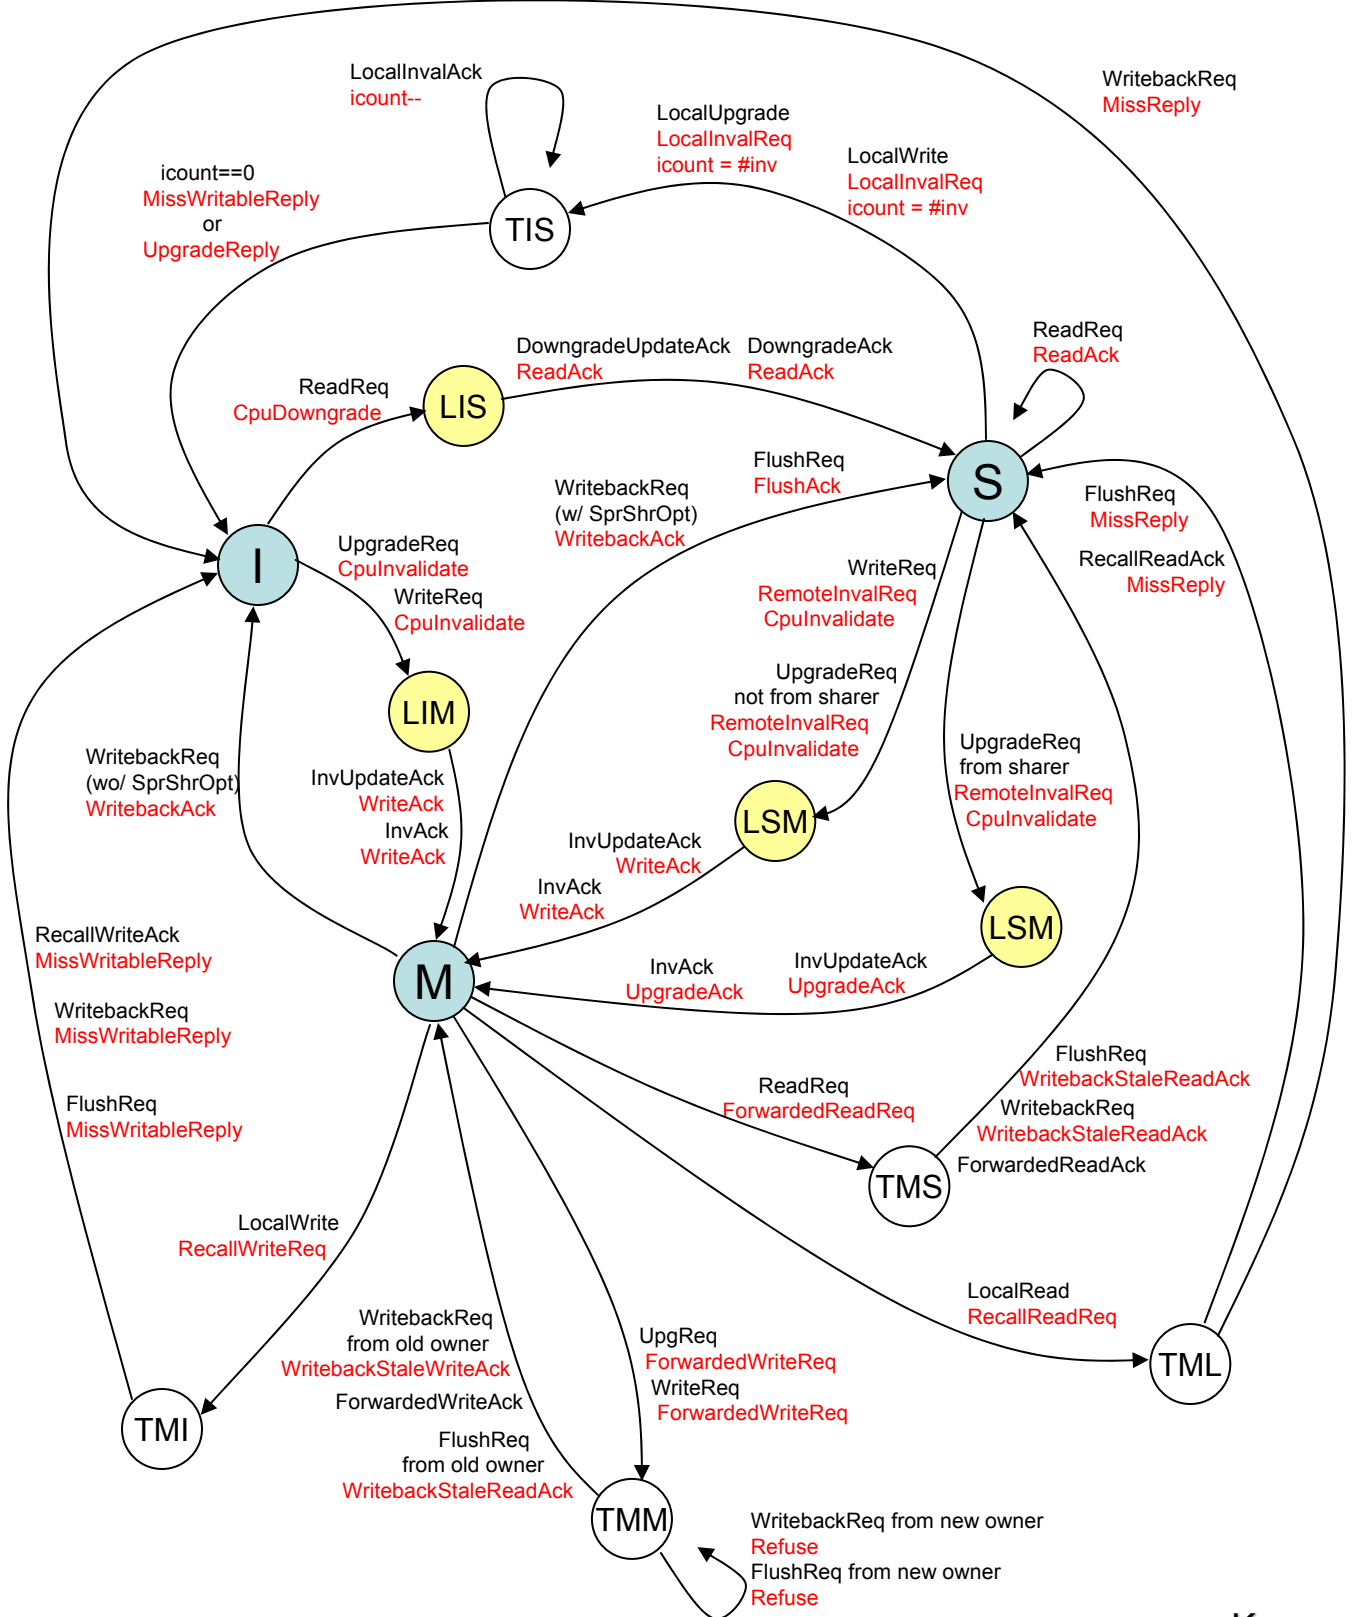 WritebackReq
MissReply
LocalInvalAck
icount--
LocalUpgrade
LocalInvalReq
icount = #inv
LocalWrite
LocalInvalReq
icount = #inv
icount==0
MissWritableReply
or
UpgradeReply
TIS
ReadReq
ReadAck
DowngradeUpdateAck
ReadAck
DowngradeAck
ReadAck
ReadReq
CpuDowngrade
LIS
S
FlushReq
FlushAck
WritebackReq
(w/ SprShrOpt)
WritebackAck
FlushReq
MissReply
RecallReadAck
MissReply
I
UpgradeReq
CpuInvalidate
WriteReq
CpuInvalidate
WriteReq
RemoteInvalReq
CpuInvalidate
UpgradeReq
not from sharer
RemoteInvalReq
CpuInvalidate
LIM
UpgradeReq
from sharer
RemoteInvalReq
CpuInvalidate
WritebackReq
(wo/ SprShrOpt)
WritebackAck
InvUpdateAck
WriteAck
InvAck
WriteAck
LSM
InvUpdateAck
WriteAck
InvAck
WriteAck
LSM
RecallWriteAck
MissWritableReply
M
InvAck
UpgradeAck
InvUpdateAck
UpgradeAck
WritebackReq
MissWritableReply
FlushReq
MissWritableReply
ReadReq
ForwardedReadReq
FlushReq
WritebackStaleReadAck
WritebackReq
WritebackStaleReadAck
ForwardedReadAck
TMS
LocalWrite
RecallWriteReq
LocalRead
RecallReadReq
WritebackReq
from old owner
WritebackStaleWriteAck
ForwardedWriteAck
FlushReq
from old owner
WritebackStaleReadAck
UpgReq
ForwardedWriteReq
WriteReq
ForwardedWriteReq
TML
TMI
TMM
WritebackReq from new owner
Refuse
FlushReq from new owner
Refuse